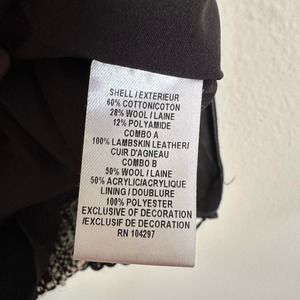 SHELL / EXTERIEUR
60% COTTON/COTON
28% WOOL / LAINE
12% POLYAMIDE
COMBO A
100% LAMBSKIN LEATHER/
CUIR D'AGNEAU
COMBO B
50% WOOL / LAINE
50% ACRYLIC/ACRYLIQUE
LINING / DOUBLURE
100% POLYESTER
EXCLUSIVE OF DECORATION
/EXCLUSIF DE DECORATION
RN 104297